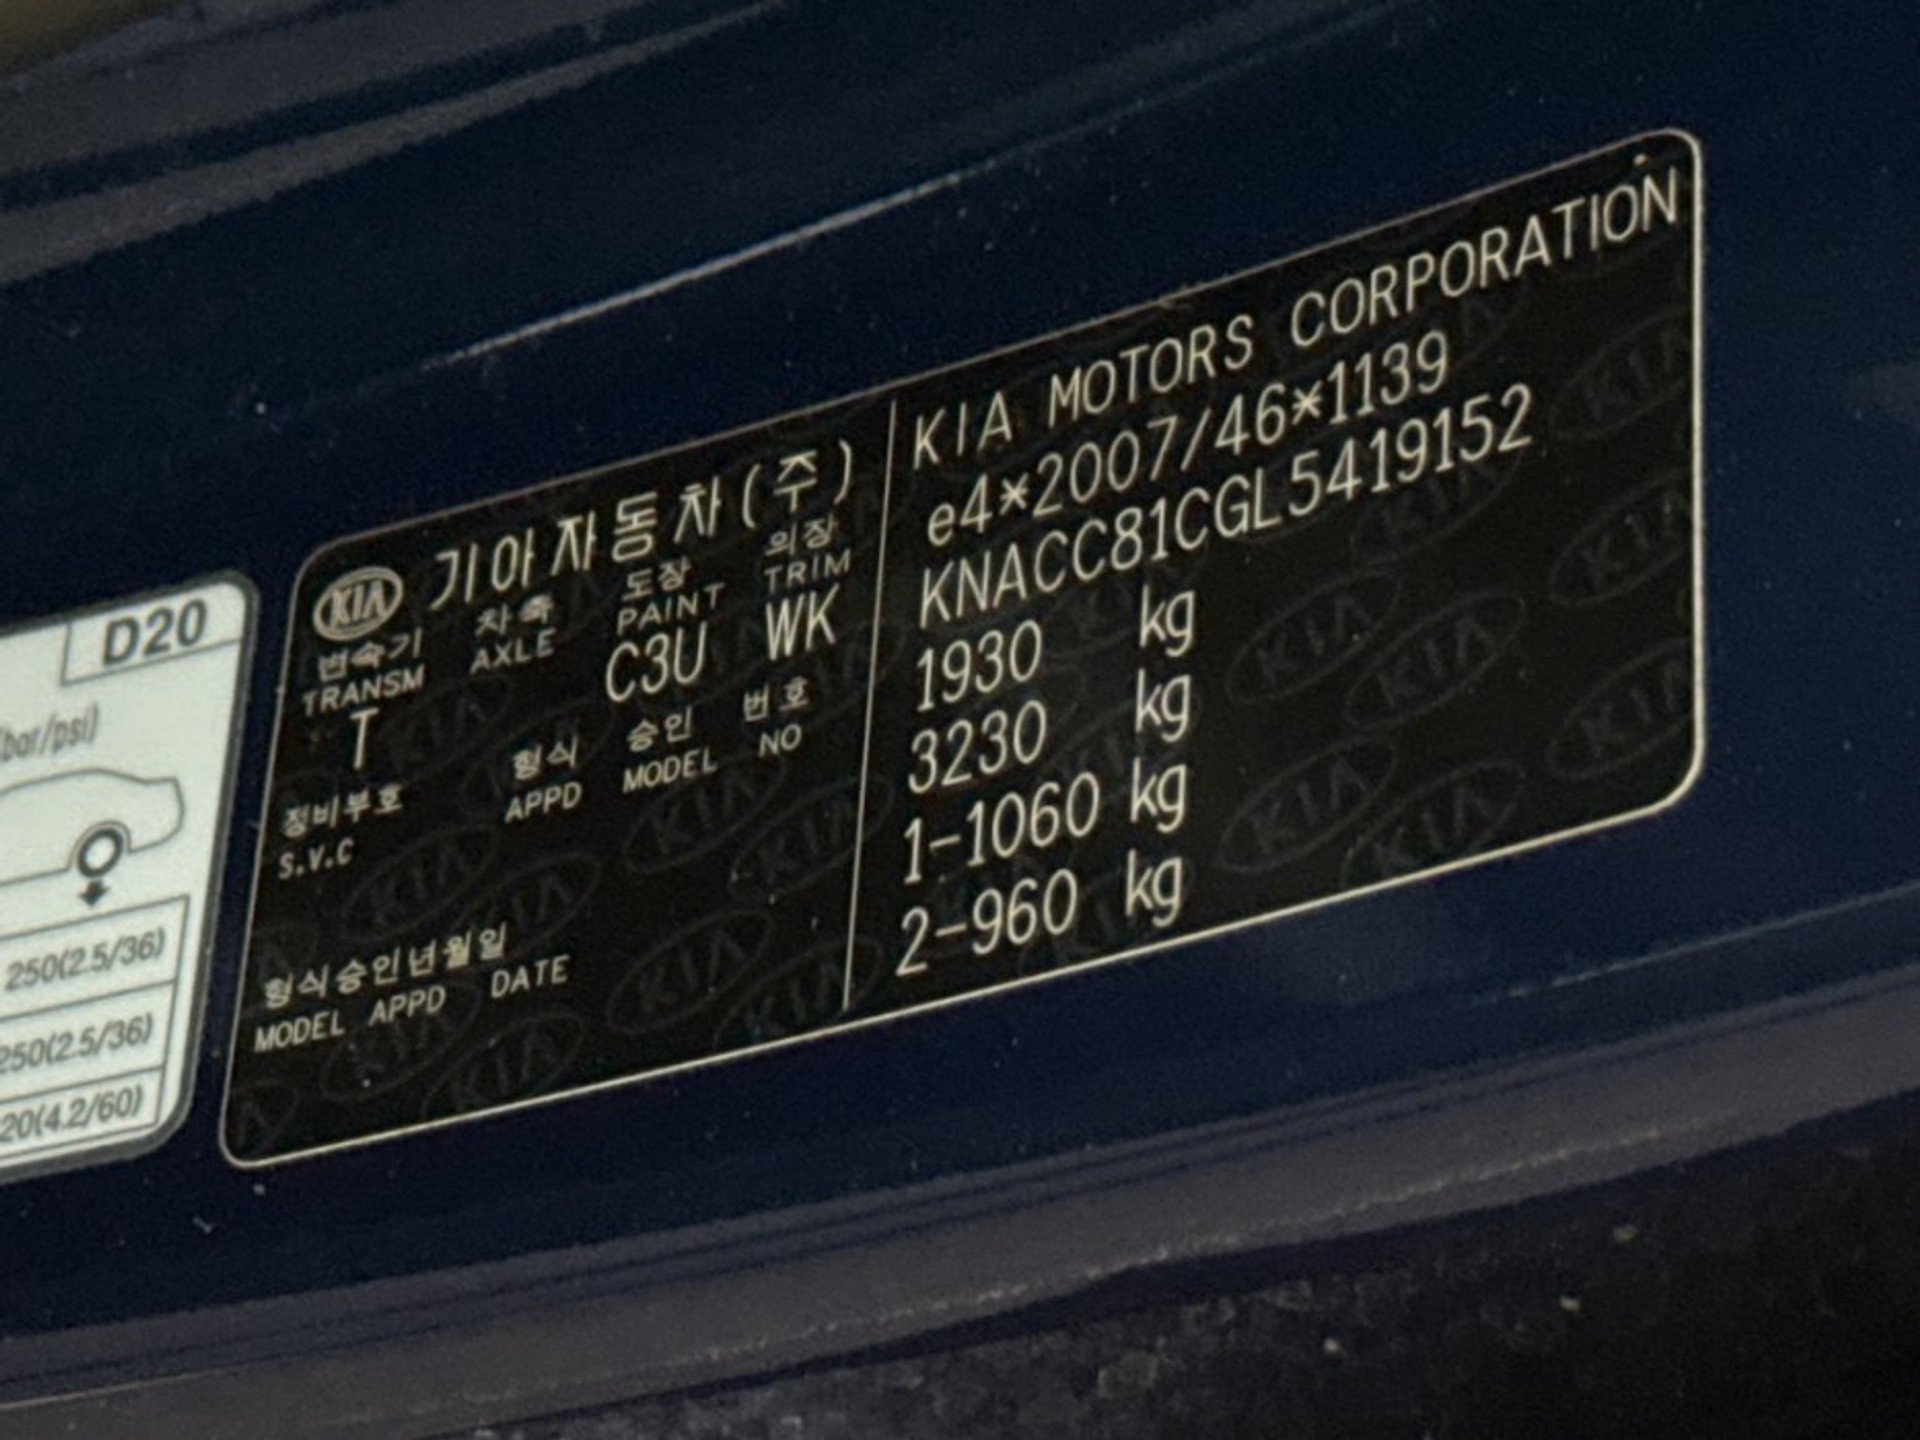 D20
(bar/psi)
250(2.5/36)
250(2.5/36)
20(4.2/60)
KIA 기아자동차(주)
변속기 차축 도장 의장
TRANSM AXLE PAINT TRIM
T C3U WK
정비부호 형식 승인 번호
S.V.C APPD MODEL NO
형식승인년월일
MODEL APPD DATE
KIA MOTORS CORPORATION
e4*2007/46*1139
KNACC81CGL5419152
1930 kg
3230 kg
1-1060 kg
2-960 kg